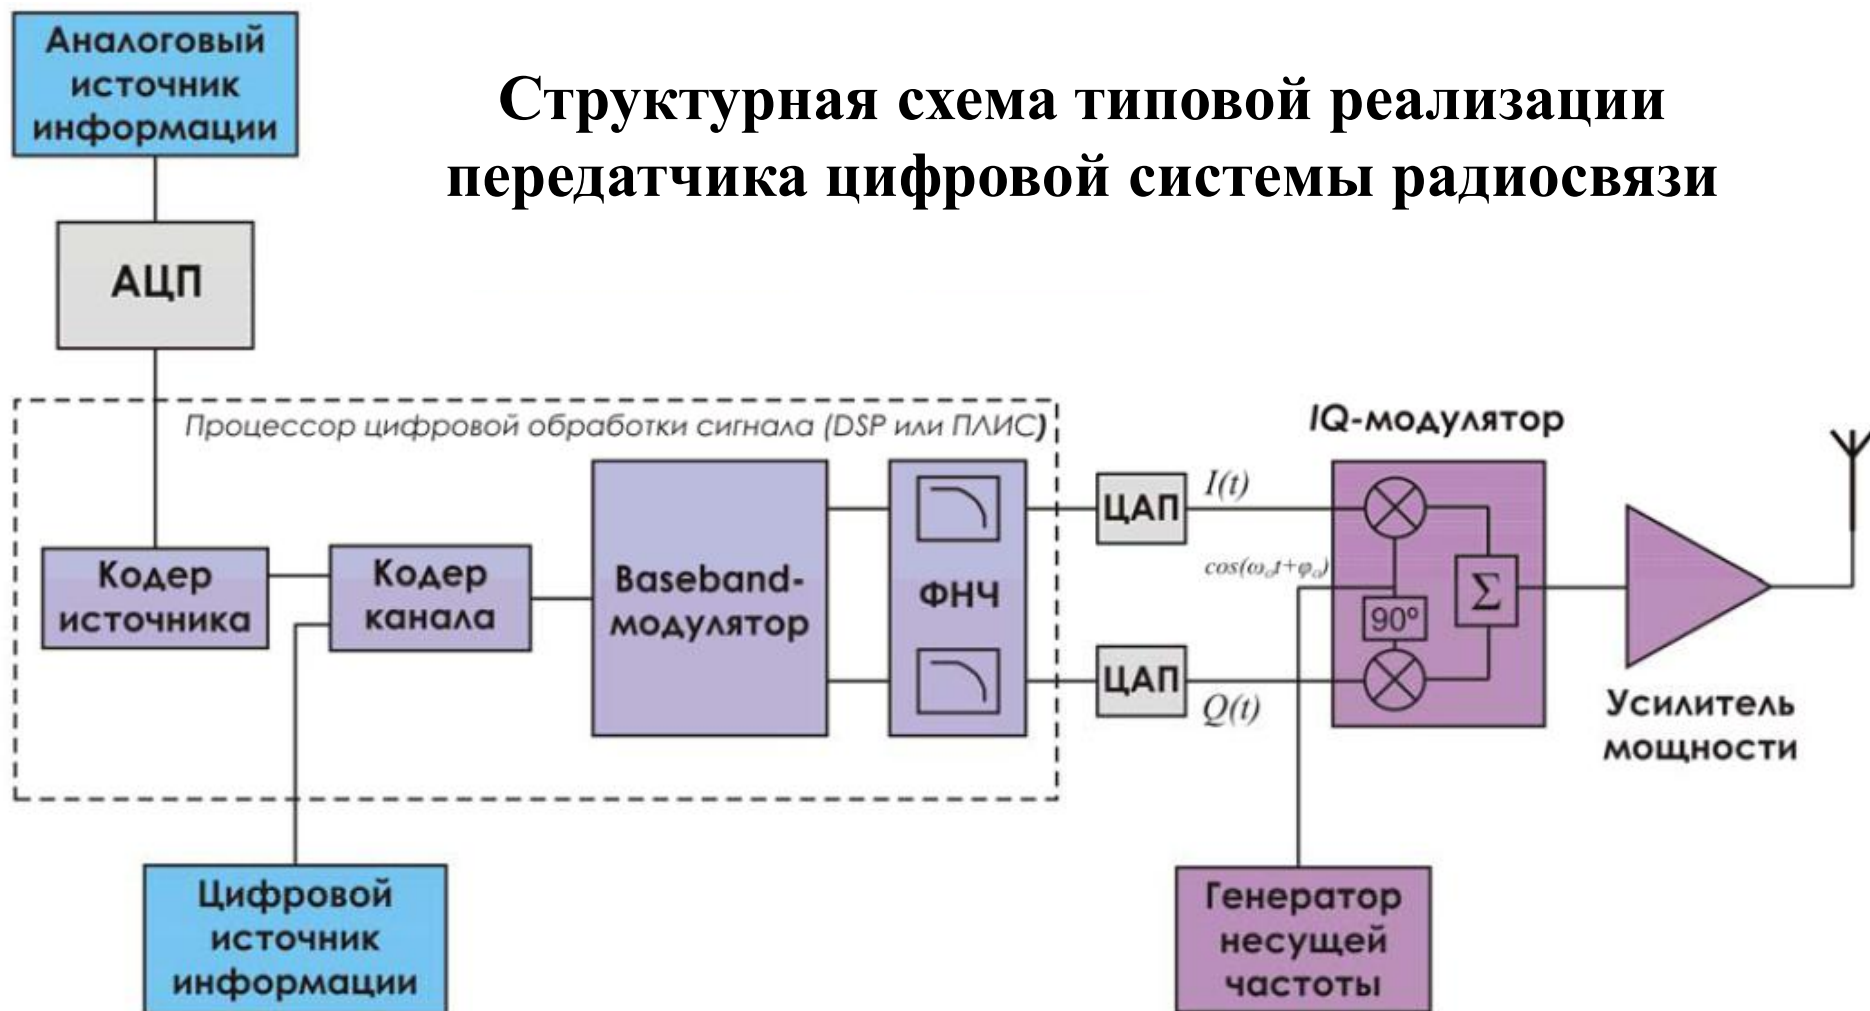 Аналоговый
источник
информации
Структурная схема типовой реализации
передатчика цифровой системы радиосвязи
АЦП
Процессор цифровой обработки сигнала (DSP или ПЛИС)
IQ-модулятор
Кодер
источника
Кодер
канала
Baseband-
модулятор
ФНЧ
ЦАП
I(t)
cos(ω₀t+φ₀)
90º
Σ
ЦАП
Q(t)
Усилитель
мощности
Цифровой
источник
информации
Генератор
несущей
частоты